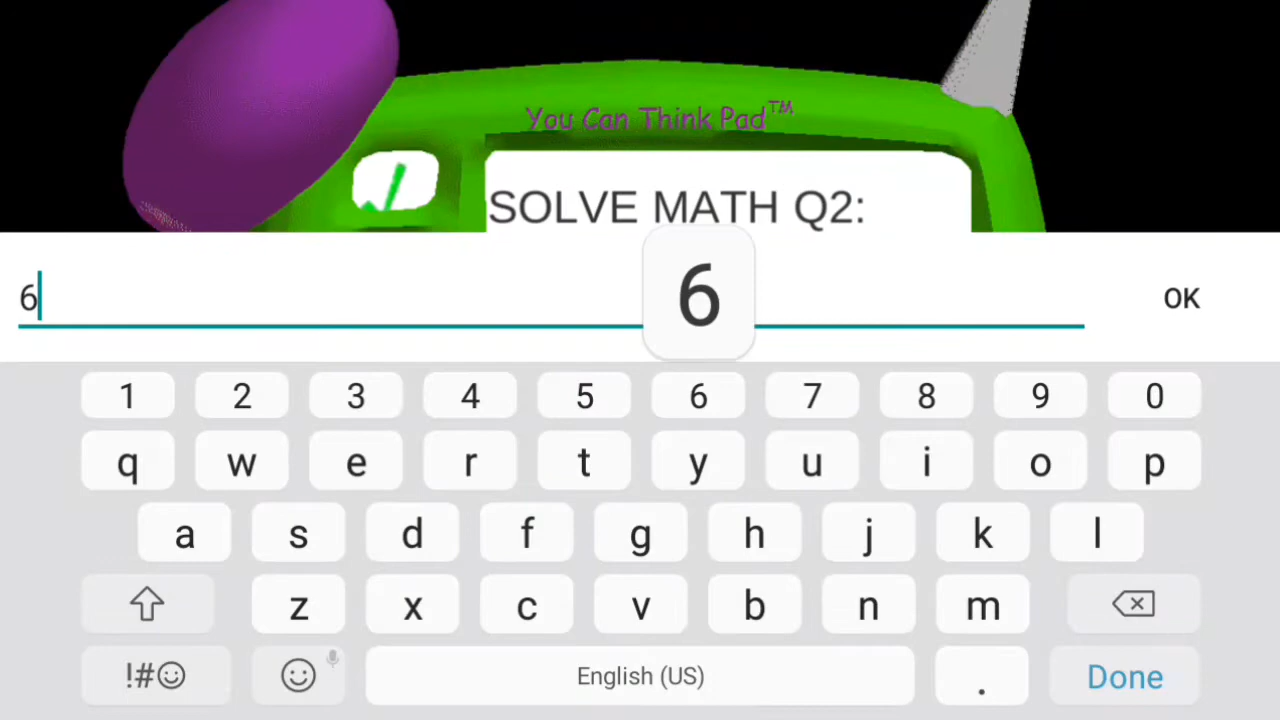 You Can Think Pad™
SOLVE MATH Q2:
6
6
OK
1 2 3 4 5 6 7 8 9 0
q w e r t y u i o p
a s d f g h j k l
z x c v b n m
!#☺ English (US) . Done